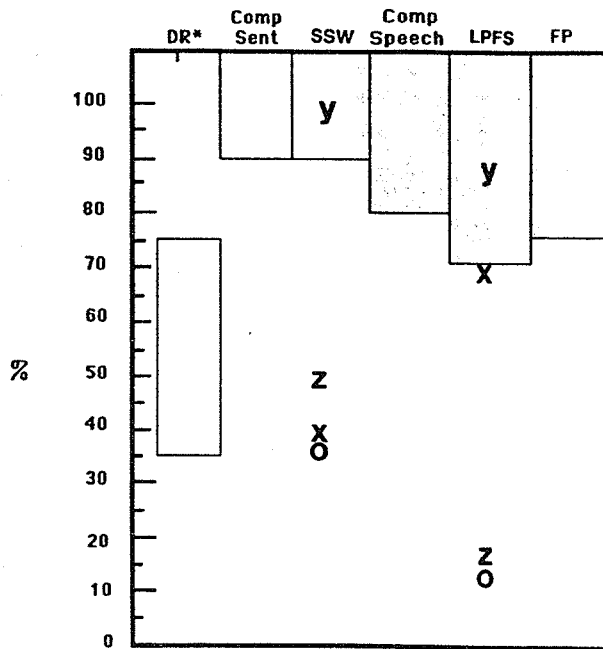 DR* Comp Sent SSW Comp Speech LPFS FP
100
y
90
y
80
70
X
60
%
50
Z
40
X
O
30
20
Z
O
10
0